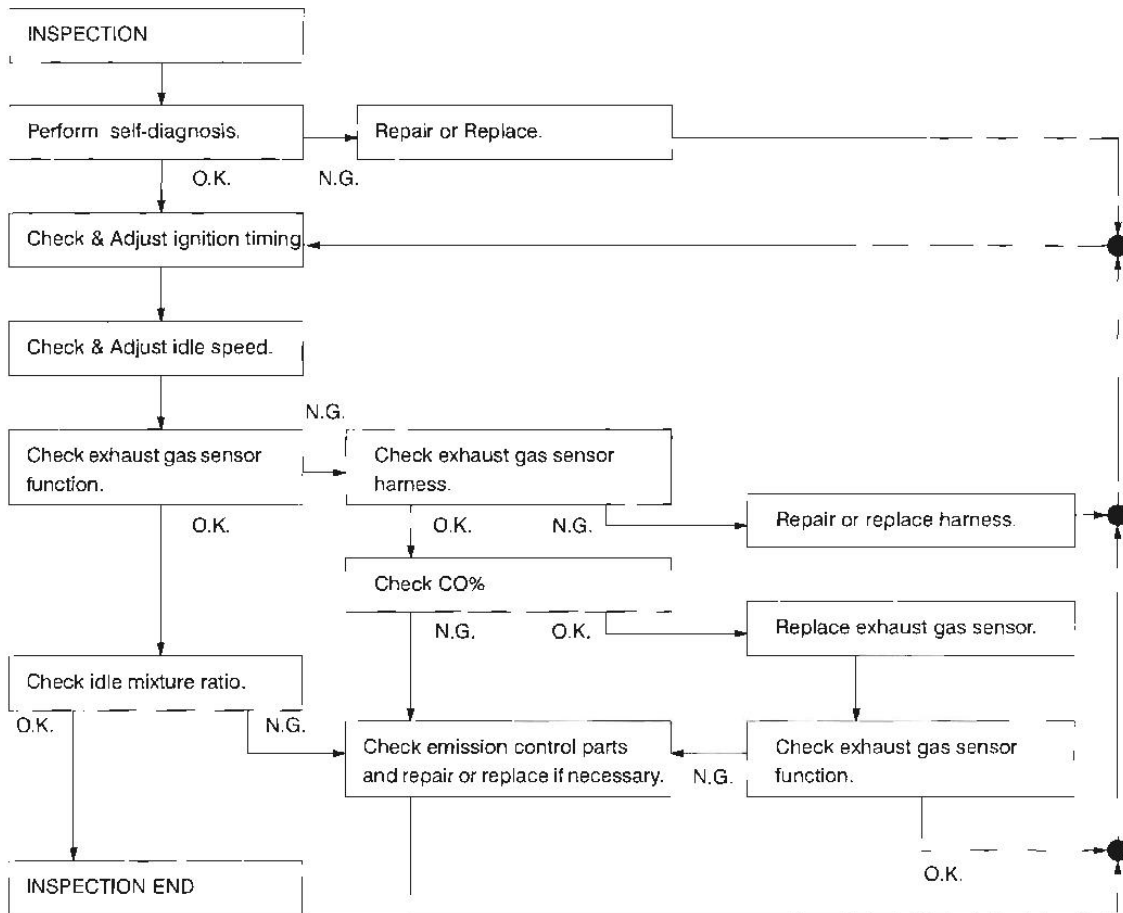 INSPECTION
Perform self-diagnosis.
Repair or Replace.
O.K.
N.G.
Check & Adjust ignition timing
Check & Adjust idle speed.
N.G.
Check exhaust gas sensor
function.
Check exhaust gas sensor
harness.
O.K.
O.K.
N.G.
Repair or replace harness.
Check CO%
N.G.
O.K.
Replace exhaust gas sensor.
Check idle mixture ratio.
O.K.
N.G.
Check emission control parts
and repair or replace if necessary.
N.G.
Check exhaust gas sensor
function.
O.K.
INSPECTION END